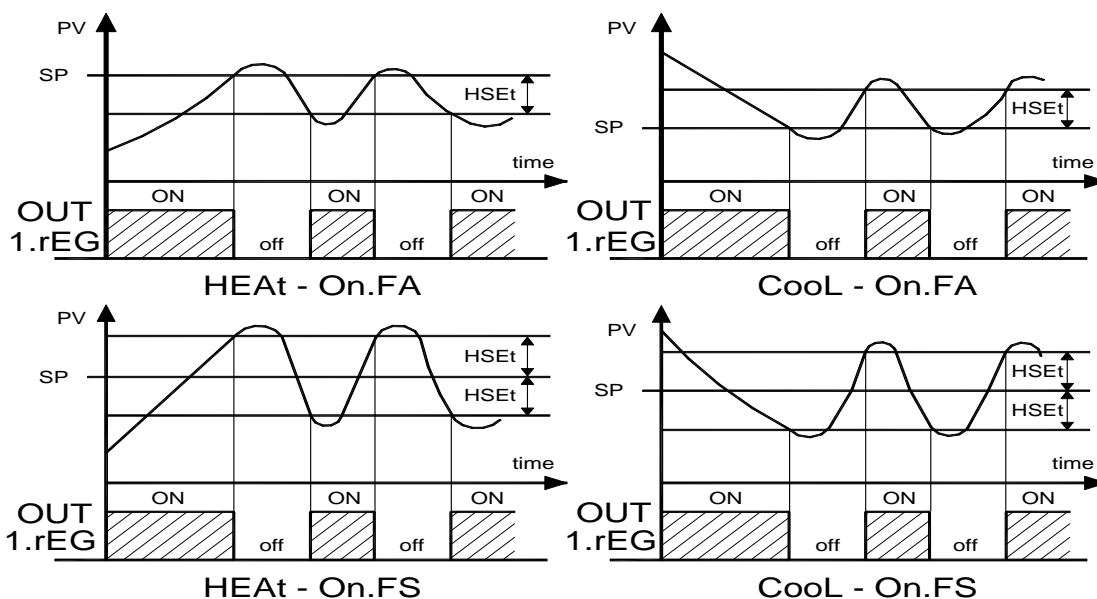 PV
SP
HSEt
time
ON
ON
ON
OUT
1.rEG
off
off
HEAt - On.FA
PV
HSEt
SP
time
ON
ON
ON
OUT
1.rEG
off
off
CooL - On.FA
PV
HSEt
SP
HSEt
time
ON
ON
ON
OUT
1.rEG
off
off
HEAt - On.FS
PV
HSEt
SP
HSEt
time
ON
ON
ON
OUT
1.rEG
off
off
CooL - On.FS